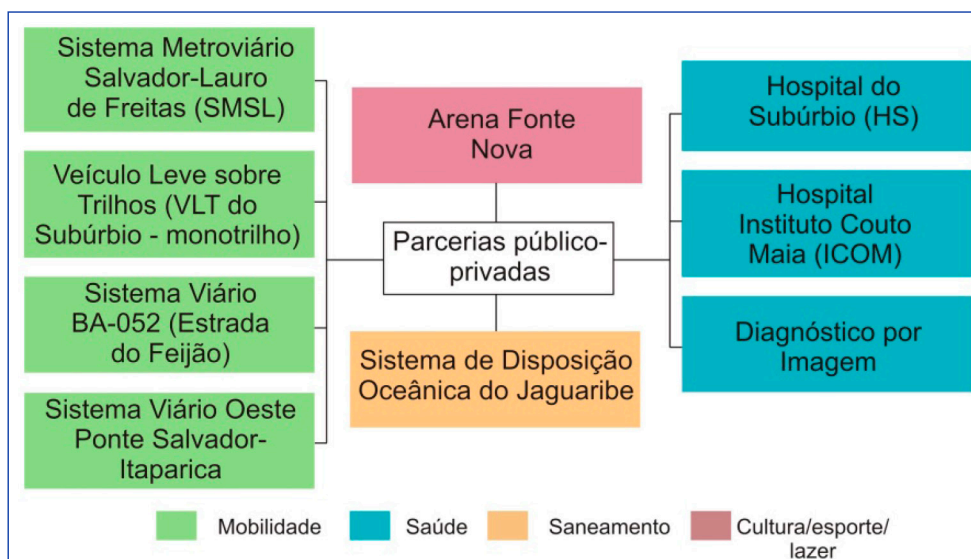 Sistema Metroviário
Salvador-Lauro
de Freitas (SMSL)
Veículo Leve sobre
Trilhos (VLT do
Subúrbio - monotrilho)
Sistema Viário
BA-052 (Estrada
do Feijão)
Sistema Viário Oeste
Ponte Salvador-
Itaparica
Arena Fonte
Nova
Parcerias público-
privadas
Sistema de Disposição
Oceânica do Jaguaribe
Hospital do
Subúrbio (HS)
Hospital
Instituto Couto
Maia (ICOM)
Diagnóstico por
Imagem
Mobilidade
Saúde
Saneamento
Cultura/esporte/
lazer